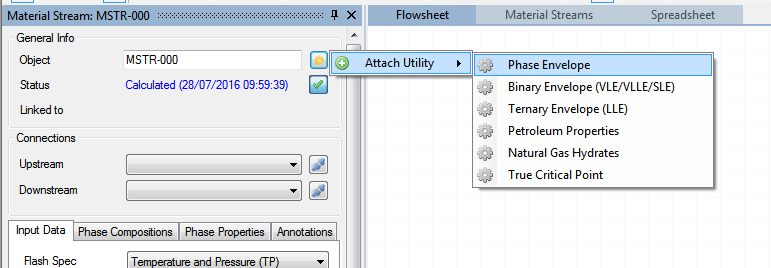 Material Stream: MSTR-000
Flowsheet
Material Streams
Spreadsheet
General Info
Object
MSTR-000
Attach Utility
Phase Envelope
Status
Calculated (28/07/2016 09:59:39)
Binary Envelope (VLE/VLLE/SLE)
Linked to
Ternary Envelope (LLE)
Petroleum Properties
Connections
Natural Gas Hydrates
Upstream
True Critical Point
Downstream
Input Data
Phase Compositions
Phase Properties
Annotations
Flash Spec
Temperature and Pressure (TP)